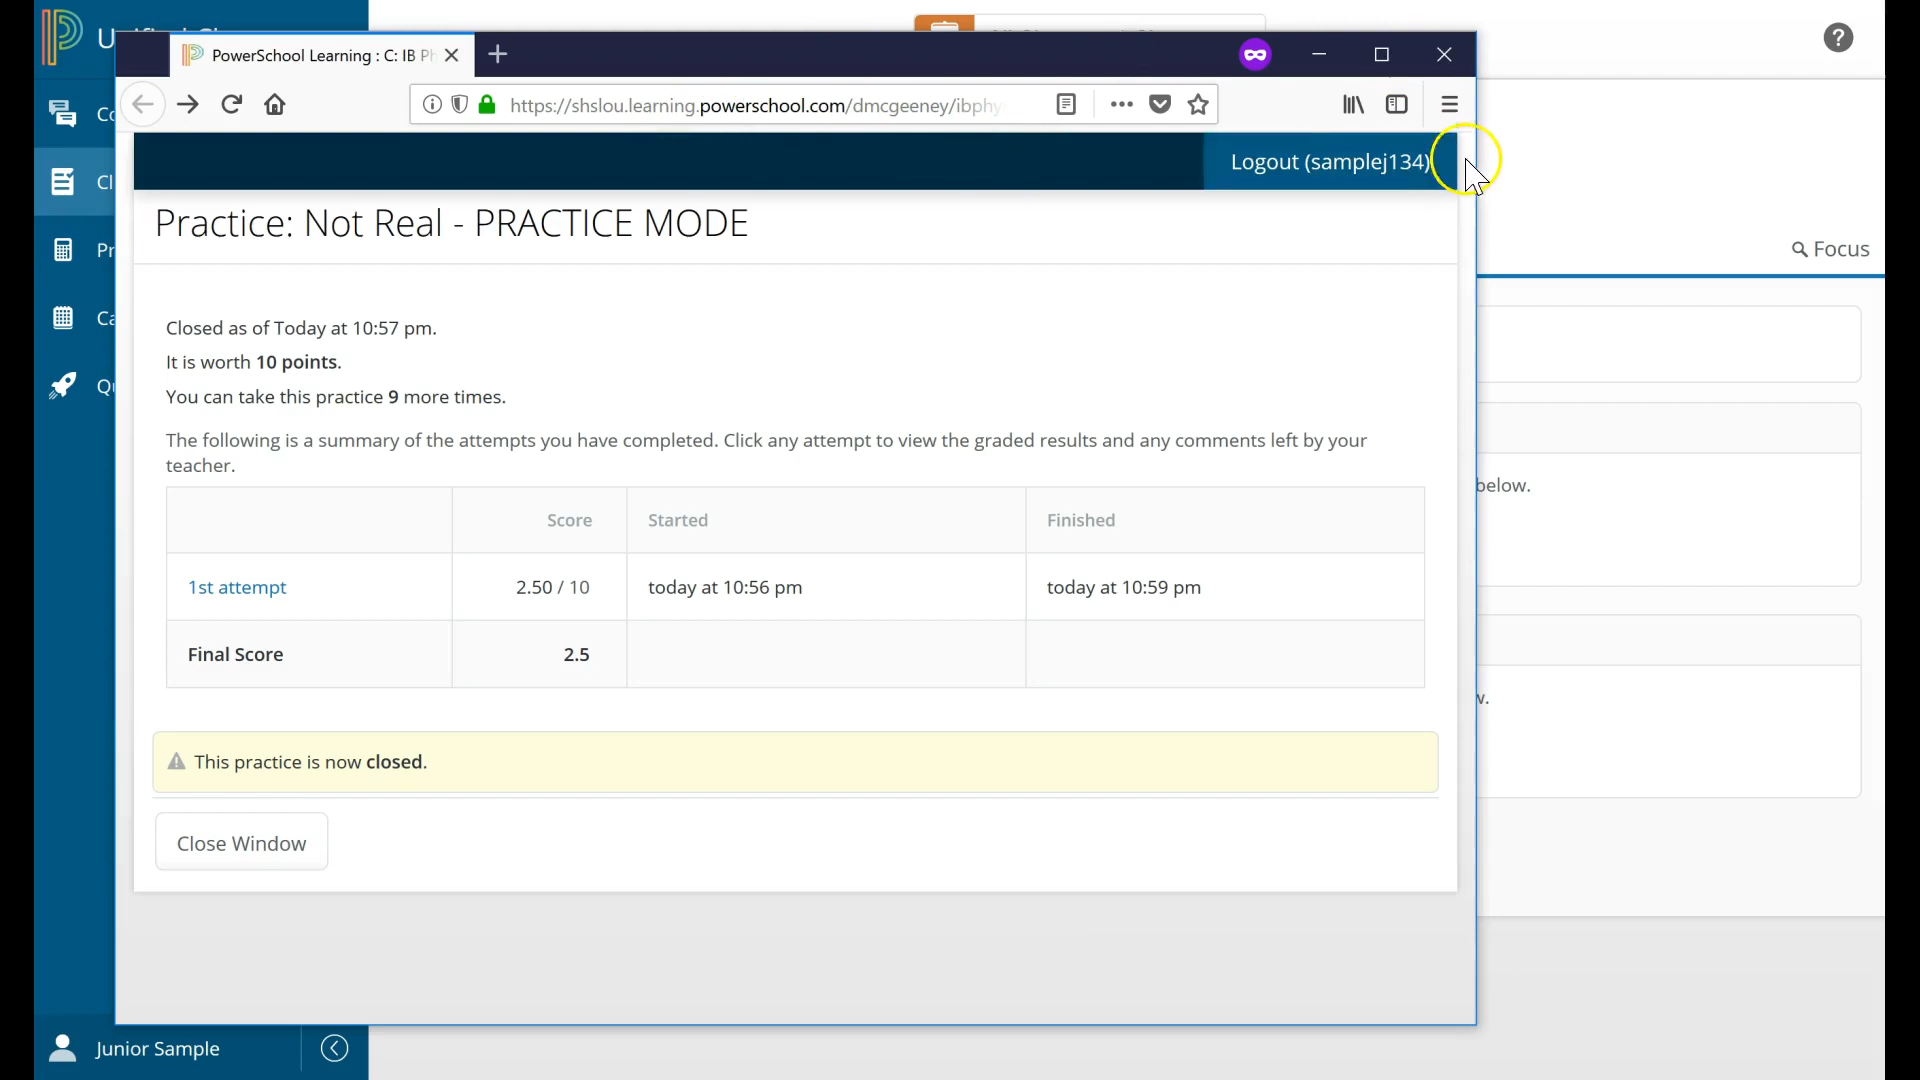 PowerSchool Learning : C: IB Ph
https://shslou.learning.powerschool.com/dmcgeeney/ibphy
Logout (samplej134)
Practice: Not Real - PRACTICE MODE
Focus
Closed as of Today at 10:57 pm.
It is worth 10 points.
You can take this practice 9 more times.
The following is a summary of the attempts you have completed. Click any attempt to view the graded results and any comments left by your
teacher.
below.
Score Started Finished
1st attempt 2.50 / 10 today at 10:56 pm today at 10:59 pm
Final Score 2.5
This practice is now closed.
Close Window
Junior Sample